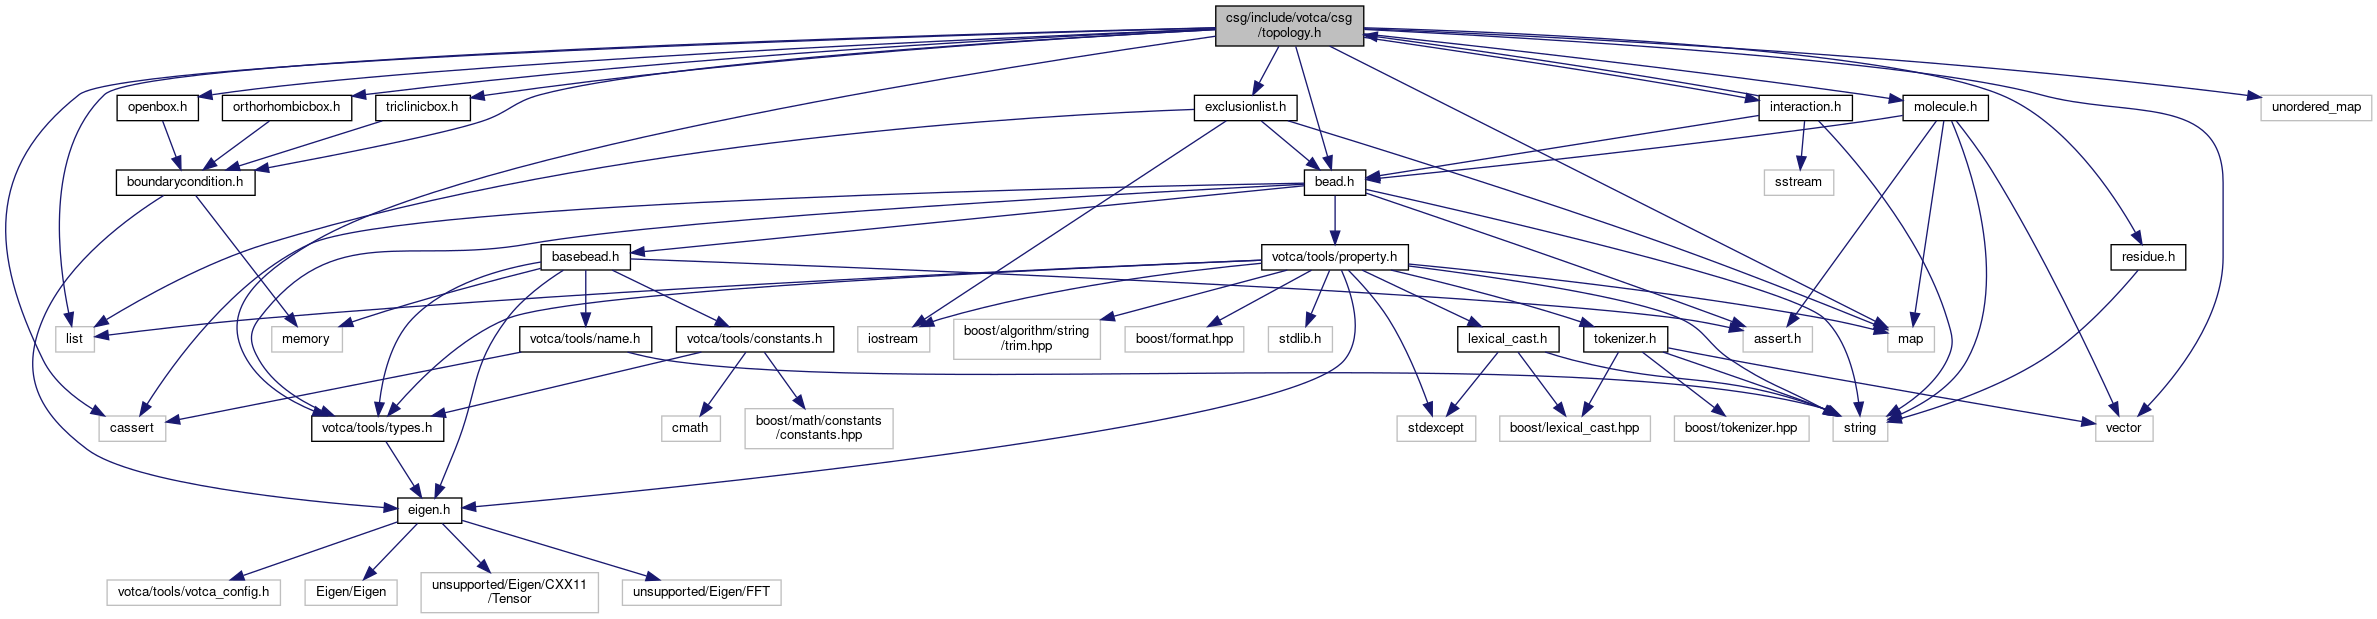 csg/include/votca/csg
/topology.h
openbox.h
orthorhombicbox.h
triclinicbox.h
exclusionlist.h
interaction.h
molecule.h
unordered_map
boundarycondition.h
bead.h
sstream
basebead.h
votca/tools/property.h
residue.h
list
memory
votca/tools/name.h
votca/tools/constants.h
iostream
boost/algorithm/string
/trim.hpp
boost/format.hpp
stdlib.h
lexical_cast.h
tokenizer.h
assert.h
map
cassert
votca/tools/types.h
cmath
boost/math/constants
/constants.hpp
stdexcept
boost/lexical_cast.hpp
boost/tokenizer.hpp
string
vector
eigen.h
votca/tools/votca_config.h
Eigen/Eigen
unsupported/Eigen/CXX11
/Tensor
unsupported/Eigen/FFT